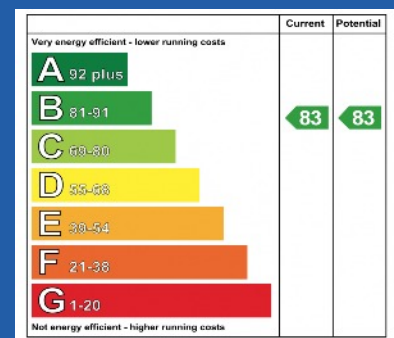 Current Potential
Very energy efficient - lower running costs
A 92 plus
B 81-91 83 83
C 69-80
D 55-68
E 39-54
F 21-38
G 1-20
Not energy efficient - higher running costs